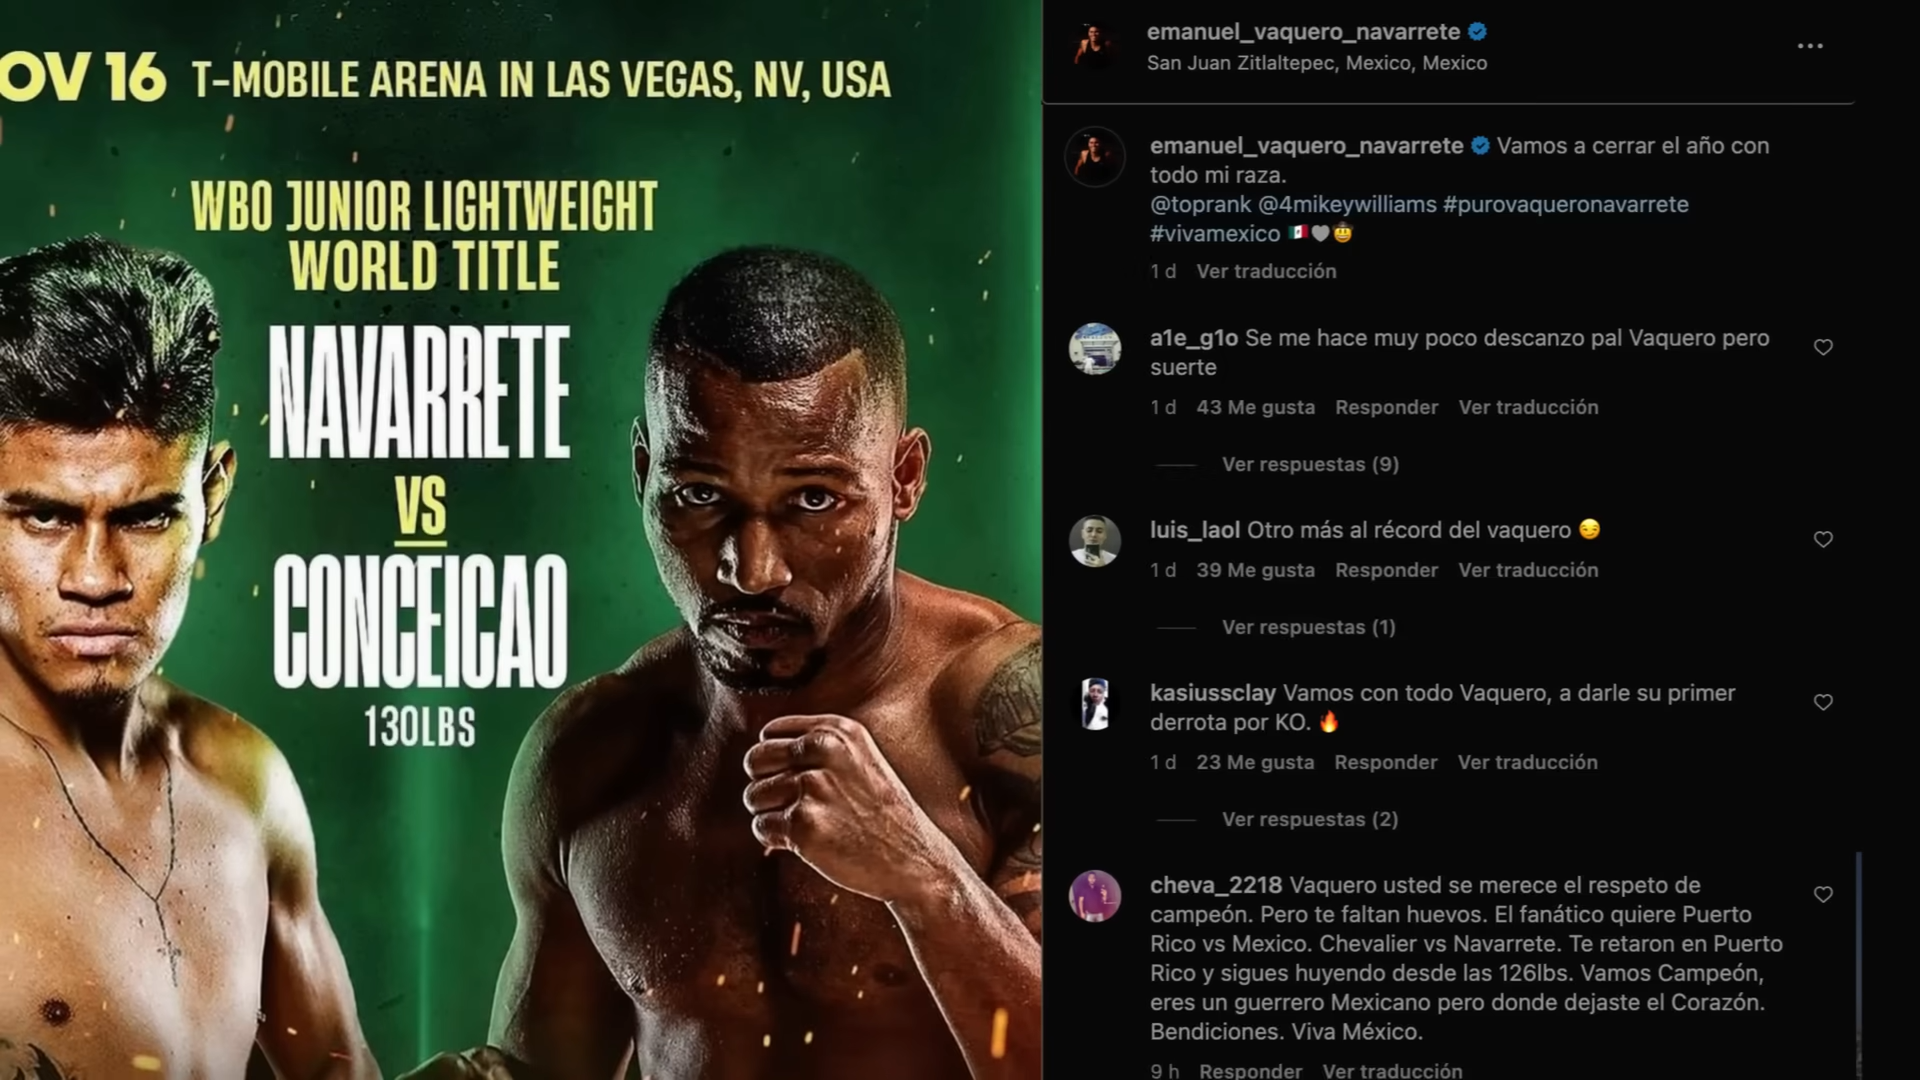 OV 16 T-MOBILE ARENA IN LAS VEGAS, NV, USA
WBO JUNIOR LIGHTWEIGHT
WORLD TITLE
NAVARRETE
VS
CONCEICAO
130LBS
emanuel_vaquero_navarrete
San Juan Zitlaltepec, Mexico, Mexico
emanuel_vaquero_navarrete Vamos a cerrar el año con
todo mi raza.
@toprank @4mikeywilliams #purovaqueronavarrete
#vivamexico 🇲🇽🩶🤠
1 d Ver traducción
a1e_g1o Se me hace muy poco descanzo pal Vaquero pero
suerte
1 d 43 Me gusta Responder Ver traducción
Ver respuestas (9)
luis_laol Otro más al récord del vaquero 😏
1 d 39 Me gusta Responder Ver traducción
Ver respuestas (1)
kasiussclay Vamos con todo Vaquero, a darle su primer
derrota por KO. 🔥
1 d 23 Me gusta Responder Ver traducción
Ver respuestas (2)
cheva_2218 Vaquero usted se merece el respeto de
campeón. Pero te faltan huevos. El fanático quiere Puerto
Rico vs Mexico. Chevalier vs Navarrete. Te retaron en Puerto
Rico y sigues huyendo desde las 126lbs. Vamos Campeón,
eres un guerrero Mexicano pero donde dejaste el Corazón.
Bendiciones. Viva México.
9 h Responder Ver traducción